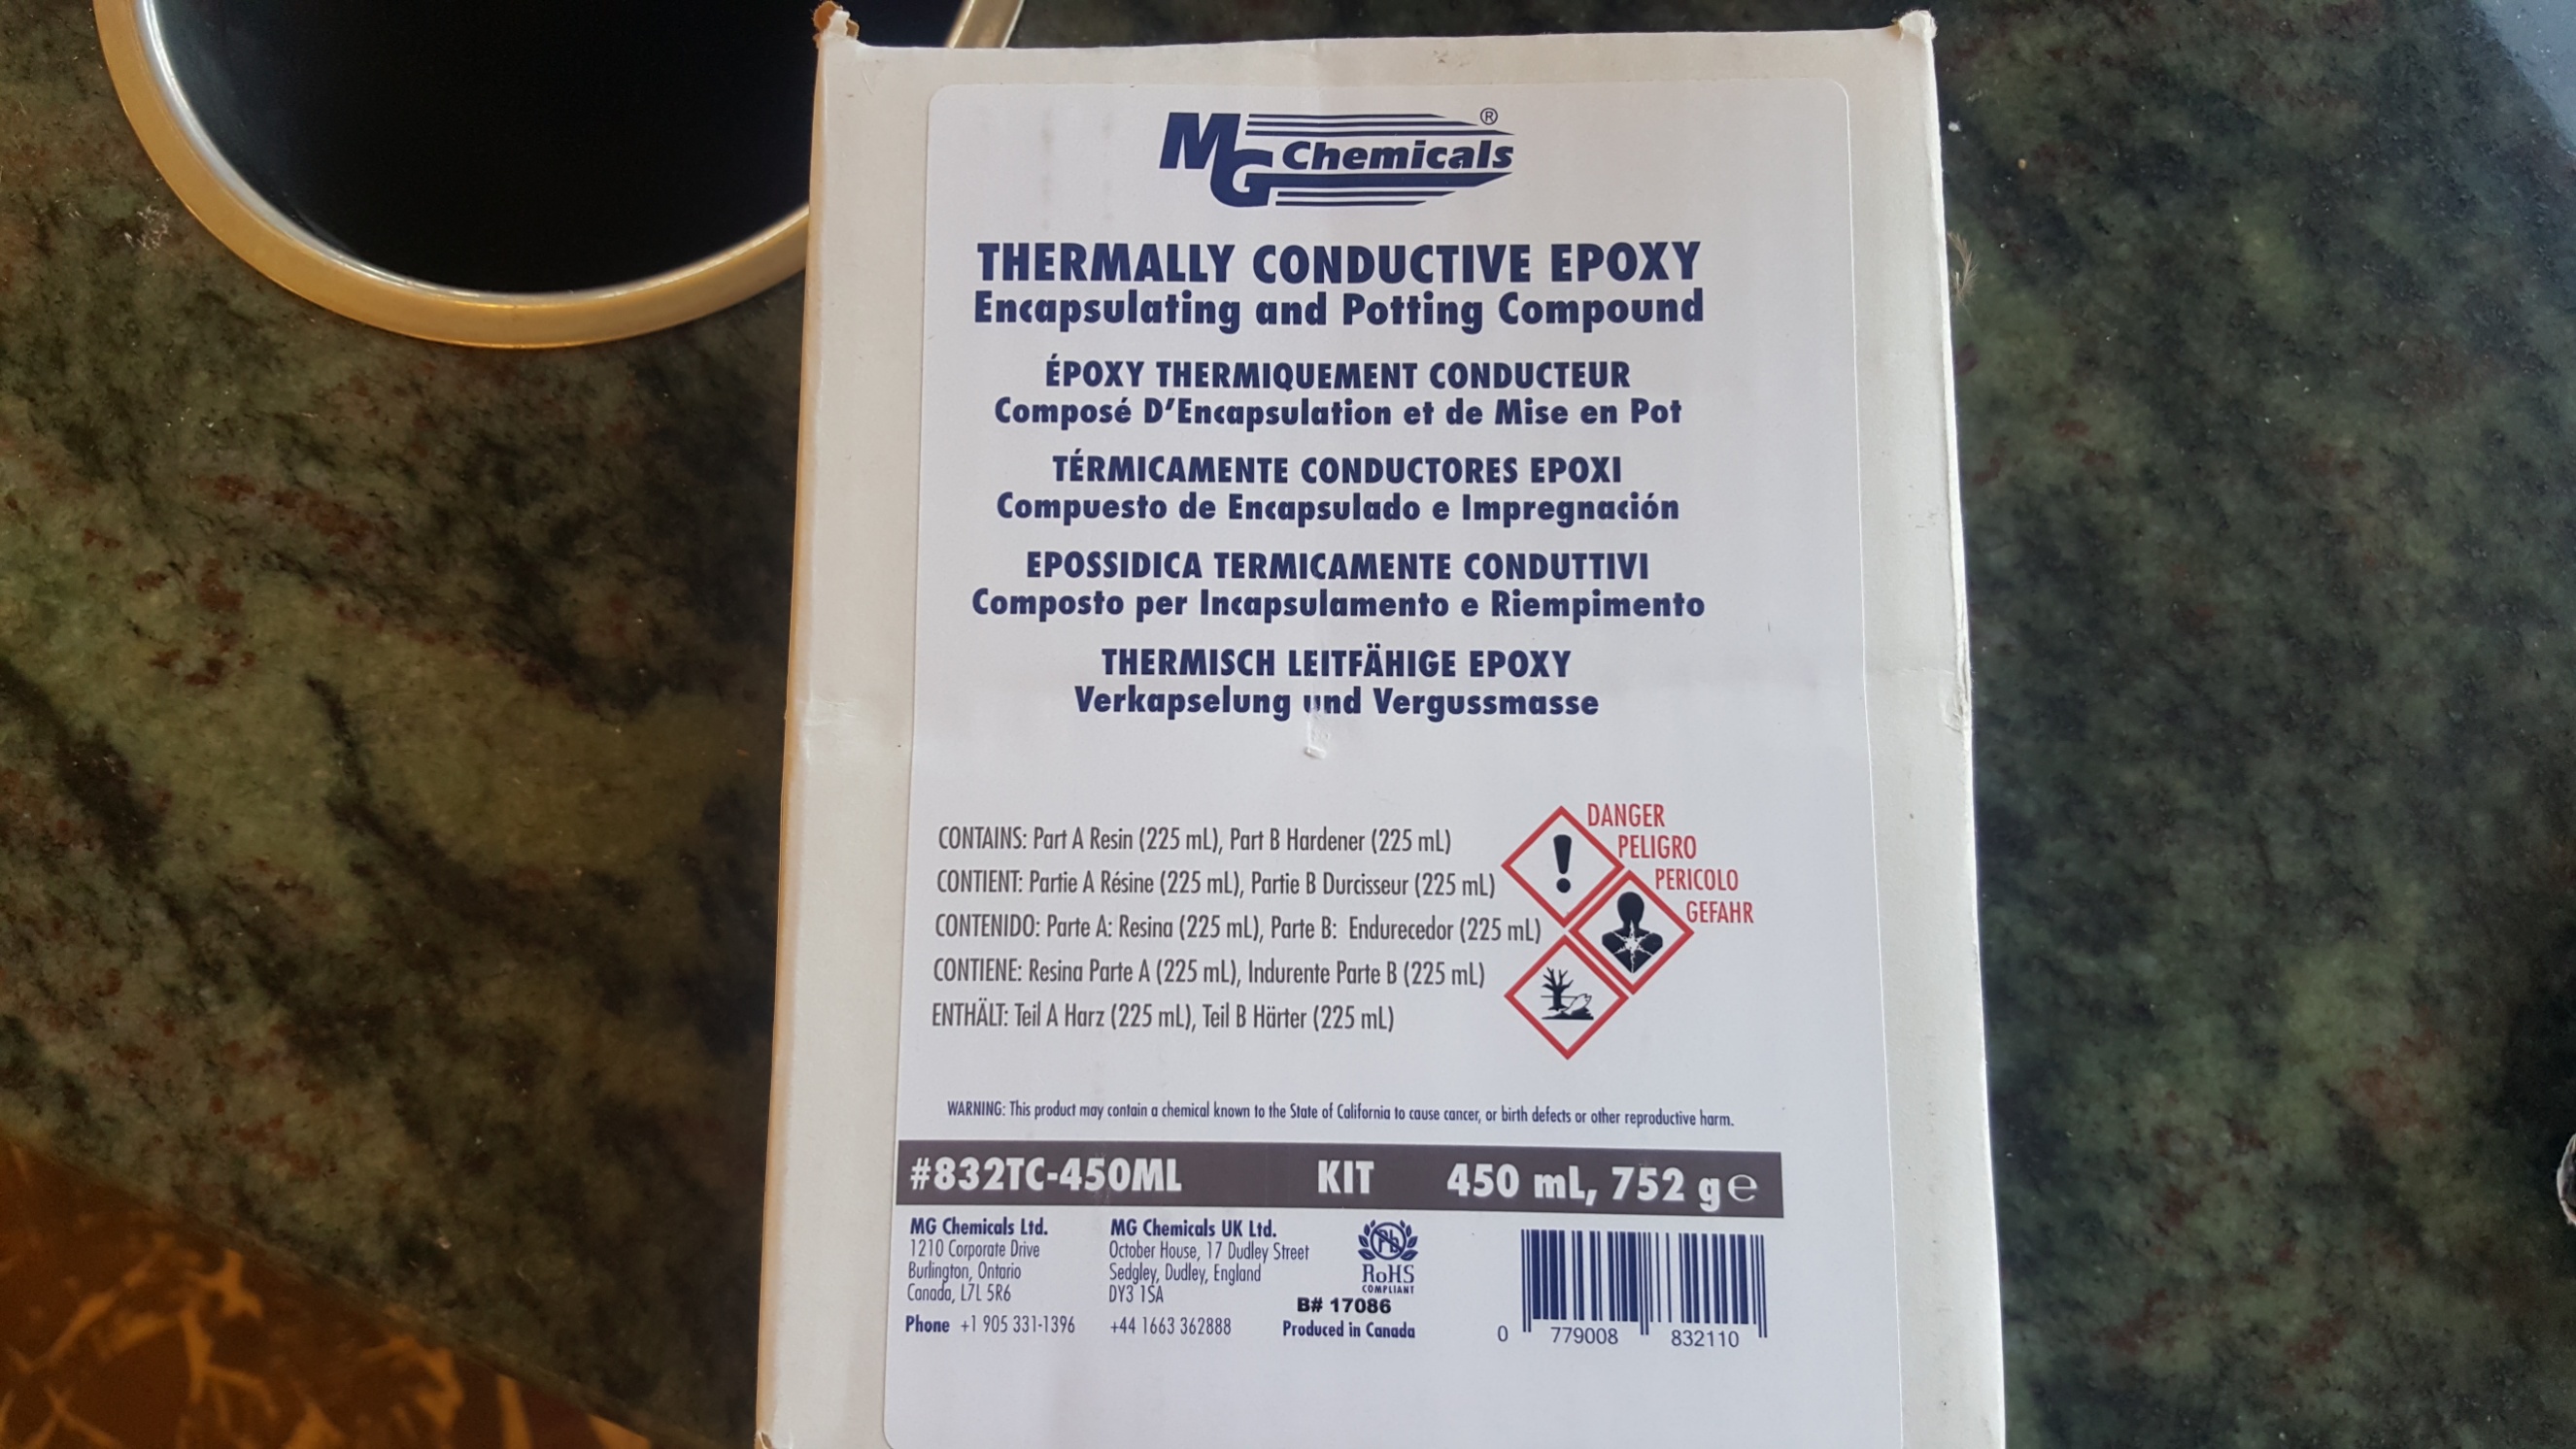 MG Chemicals ®
THERMALLY CONDUCTIVE EPOXY
Encapsulating and Potting Compound
ÉPOXY THERMIQUEMENT CONDUCTEUR
Composé D'Encapsulation et de Mise en Pot
TÉRMICAMENTE CONDUCTORES EPOXI
Compuesto de Encapsulado e Impregnación
EPOSSIDICA TERMICAMENTE CONDUTTIVI
Composto per Incapsulamento e Riempimento
THERMISCH LEITFÄHIGE EPOXY
Verkapselung und Vergussmasse
CONTAINS: Part A Resin (225 mL), Part B Hardener (225 mL)
CONTIENT: Partie A Résine (225 mL), Partie B Durcisseur (225 mL)
CONTENIDO: Parte A: Resina (225 mL), Parte B: Endurecedor (225 mL)
CONTIENE: Resina Parte A (225 mL), Indurente Parte B (225 mL)
ENTHÄLT: Teil A Harz (225 mL), Teil B Härter (225 mL)
DANGER
PELIGRO
PERICOLO
GEFAHR
WARNING: This product may contain a chemical known to the State of California to cause cancer, or birth defects or other reproductive harm.
#832TC-450ML KIT 450 mL, 752 g ℮
MG Chemicals Ltd.
1210 Corporate Drive
Burlington, Ontario
Canada, L7L 5R6
Phone +1 905 331-1396
MG Chemicals UK Ltd.
October House, 17 Dudley Street
Sedgley, Dudley, England
DY3 1SA
+44 1663 362888
Pb
RoHS
COMPLIANT
B# 17086
Produced in Canada
0 779008 832110